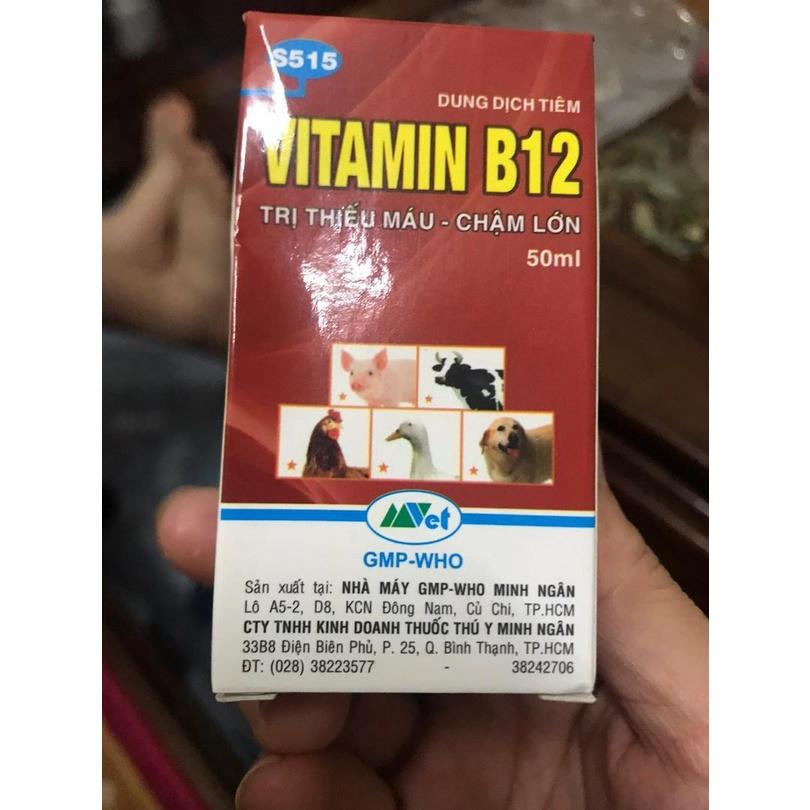 S515
DUNG DỊCH TIÊM
VITAMIN B12
TRỊ THIẾU MÁU - CHẬM LỚN
50ml
MVet
GMP-WHO
Sản xuất tại: NHÀ MÁY GMP-WHO MINH NGÂN
Lô A5-2, D8, KCN Đông Nam, Củ Chi, TP.HCM
CTY TNHH KINH DOANH THUỐC THÚ Y MINH NGÂN
33B8 Điện Biên Phủ, P. 25, Q. Bình Thạnh, TP.HCM
ĐT: (028) 38223577 - 38242706